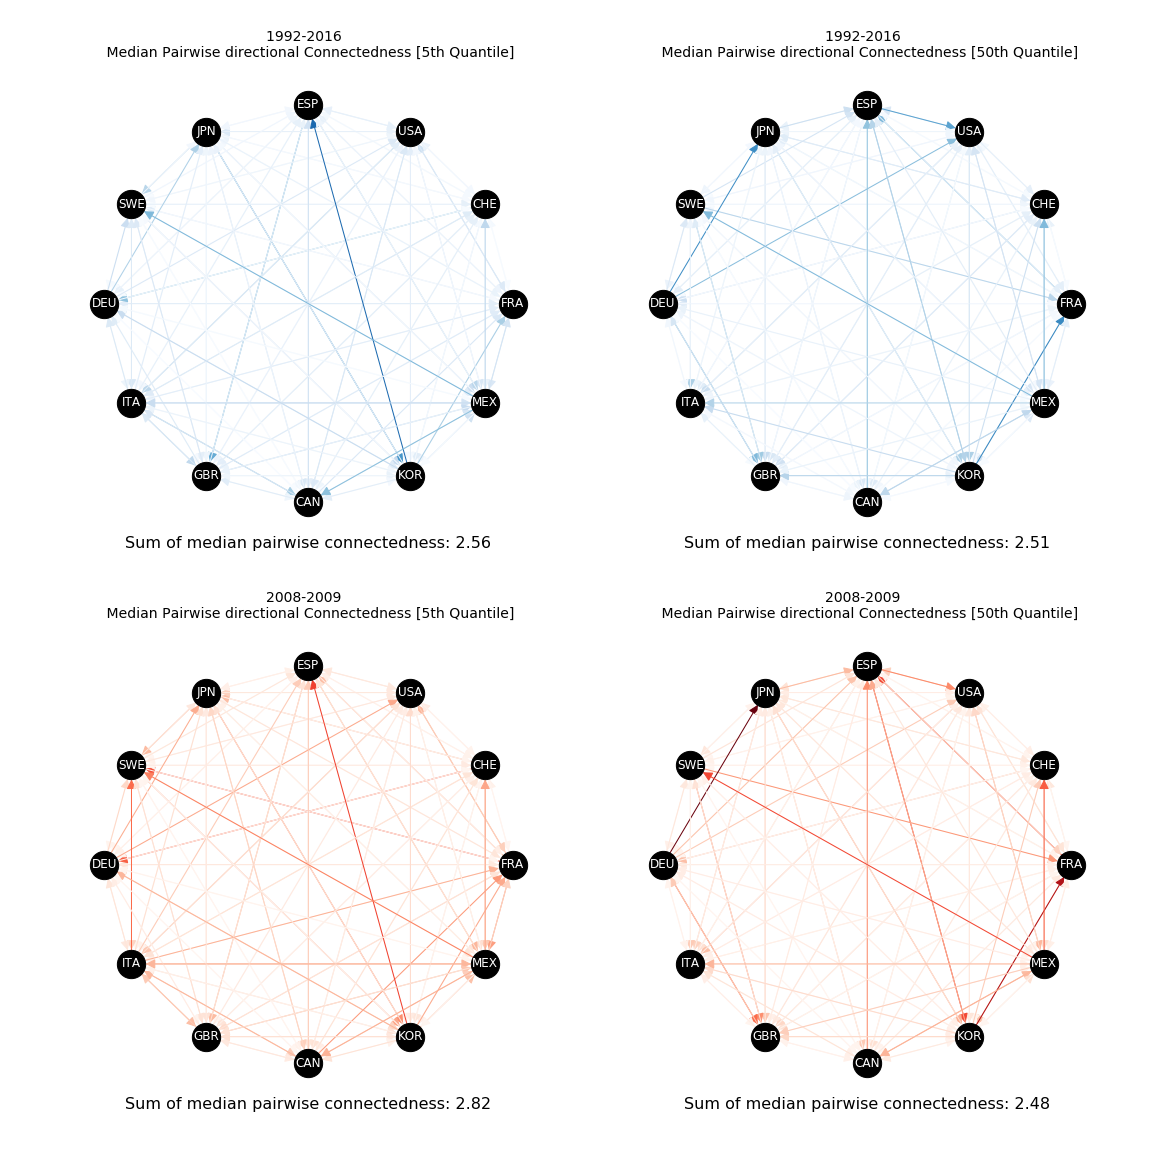 1992-2016
Median Pairwise directional Connectedness [5th Quantile]
ESP
JPN
USA
SWE
CHE
DEU
FRA
ITA
MEX
GBR
KOR
CAN
Sum of median pairwise connectedness: 2.56
1992-2016
Median Pairwise directional Connectedness [50th Quantile]
ESP
JPN
USA
SWE
CHE
DEU
FRA
ITA
MEX
GBR
KOR
CAN
Sum of median pairwise connectedness: 2.51
2008-2009
Median Pairwise directional Connectedness [5th Quantile]
ESP
JPN
USA
SWE
CHE
DEU
FRA
ITA
MEX
GBR
KOR
CAN
Sum of median pairwise connectedness: 2.82
2008-2009
Median Pairwise directional Connectedness [50th Quantile]
ESP
JPN
USA
SWE
CHE
DEU
FRA
ITA
MEX
GBR
KOR
CAN
Sum of median pairwise connectedness: 2.48